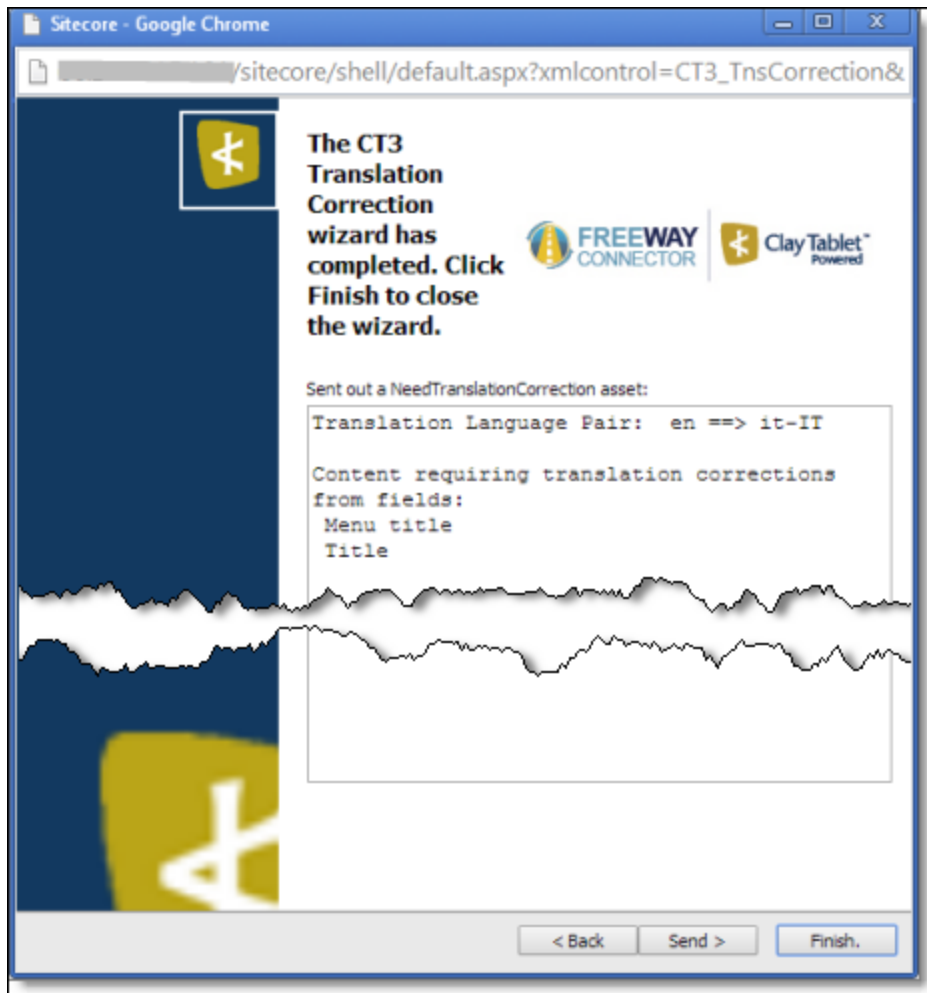 Sitecore - Google Chrome
/sitecore/shell/default.aspx?xmlcontrol=CT3_TnsCorrection&
The CT3
Translation
Correction
wizard has
completed. Click
Finish to close
the wizard.
FREEWAY
CONNECTOR
Clay Tablet™
Powered
Sent out a NeedTranslationCorrection asset:
Translation Language Pair:  en ==> it-IT
Content requiring translation corrections
from fields:
Menu title
Title
< Back
Send >
Finish.